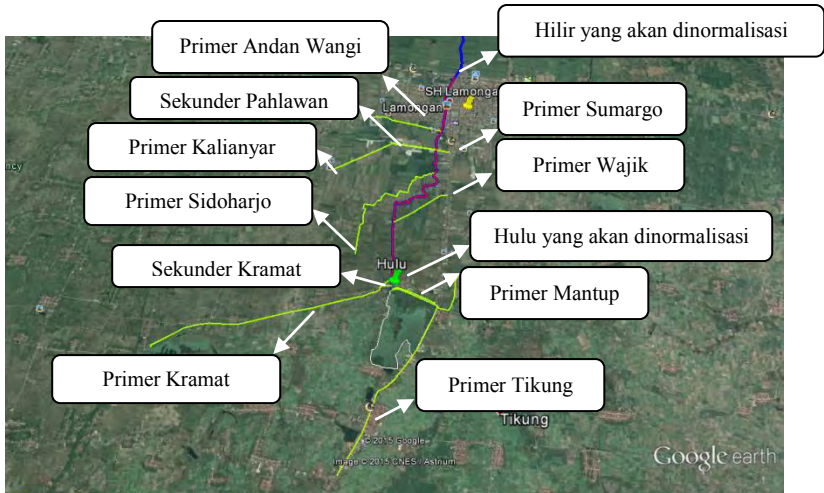 Hilir yang akan dinormalisasi
Primer Andan Wangi
SH Lamonga
Lamongan
Sekunder Pahlawan
Primer Sumargo
Primer Kalianyar
Primer Wajik
Primer Sidoharjo
Hulu yang akan dinormalisasi
Hulu
Sekunder Kramat
Primer Mantup
Primer Kramat
Primer Tikung
Tikung
© 2015 Google
Image © 2015 CNES / Astrium
Google earth